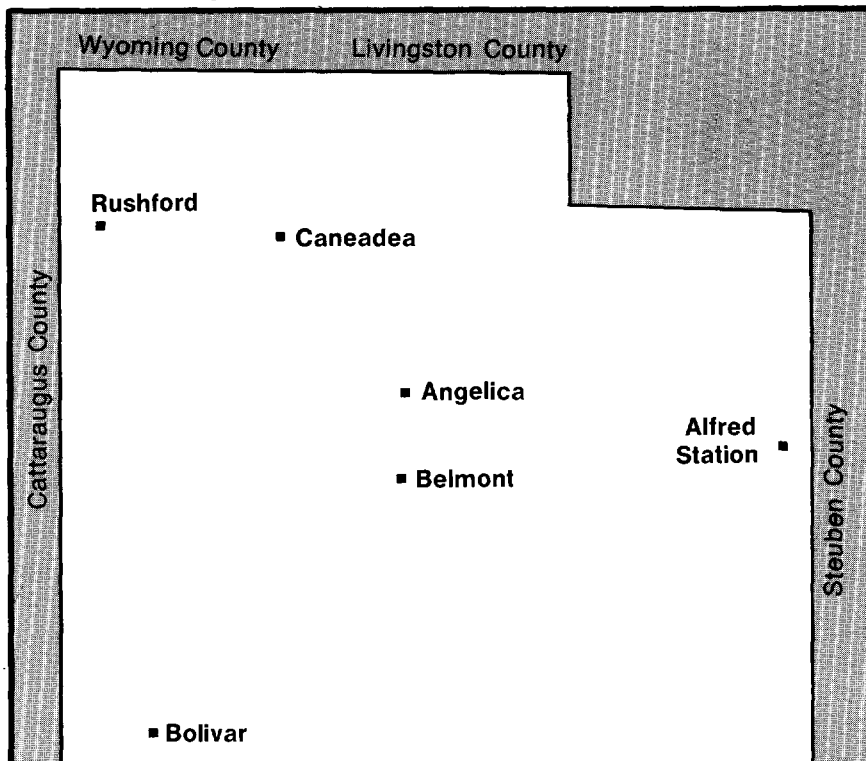 Wyoming County
Livingston County
Rushford
Caneadea
Cattaraugus County
Angelica
Alfred
Station
Steuben County
Belmont
Bolivar